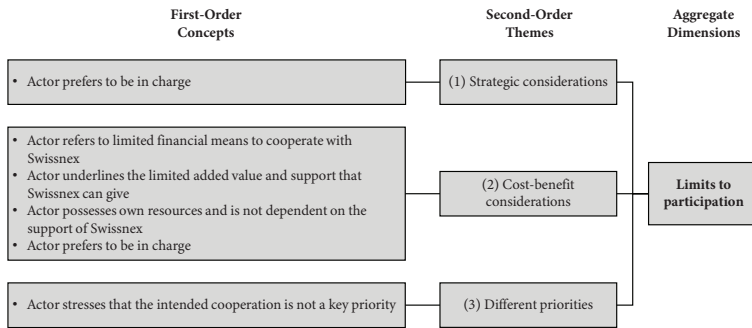 First-Order
Concepts
Second-Order
Themes
Aggregate
Dimensions
• Actor prefers to be in charge
(1) Strategic considerations
• Actor refers to limited financial means to cooperate with
Swissnex
• Actor underlines the limited added value and support that
Swissnex can give
• Actor possesses own resources and is not dependent on the
support of Swissnex
• Actor prefers to be in charge
(2) Cost-benefit
considerations
Limits to
participation
• Actor stresses that the intended cooperation is not a key priority
(3) Different priorities